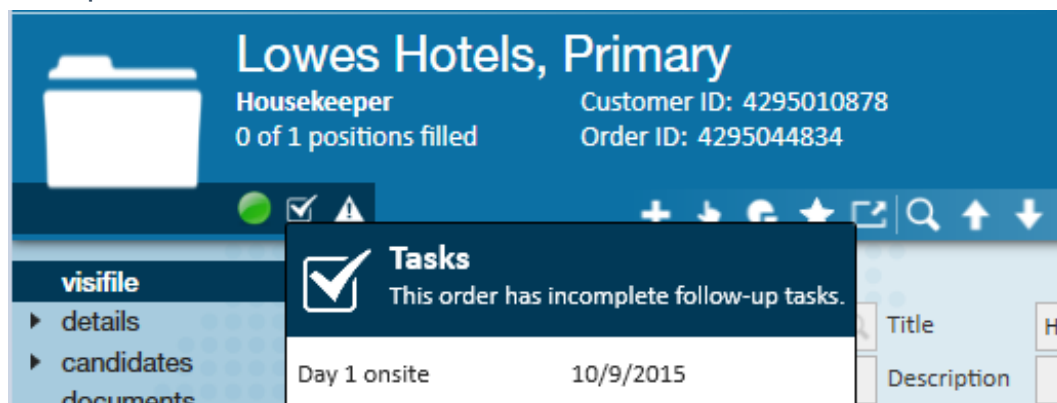 Lowes Hotels, Primary
Housekeeper Customer ID: 4295010878
0 of 1 positions filled Order ID: 4295044834
Tasks
This order has incomplete follow-up tasks.
visifile
details
Title H
candidates
Day 1 onsite 10/9/2015
Description
documents